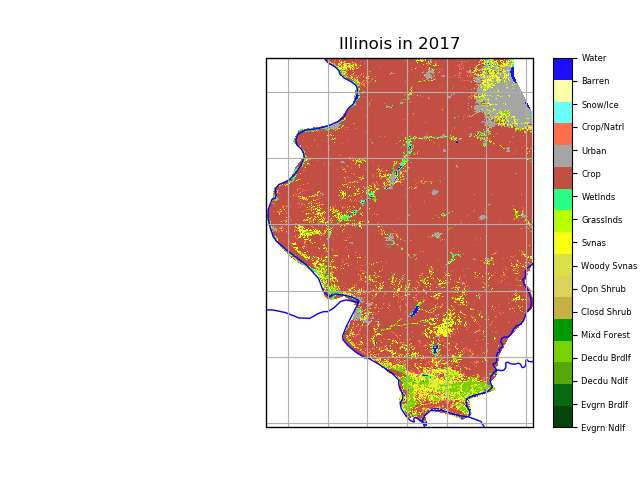 Illinois in 2017
Water
Barren
Snow/Ice
Crop/Natrl
Urban
Crop
Wetlnds
Grasslnds
Svnas
Woody Svnas
Opn Shrub
Closd Shrub
Mixd Forest
Decdu Brdlf
Decdu Ndlf
Evgrn Brdlf
Evgrn Ndlf